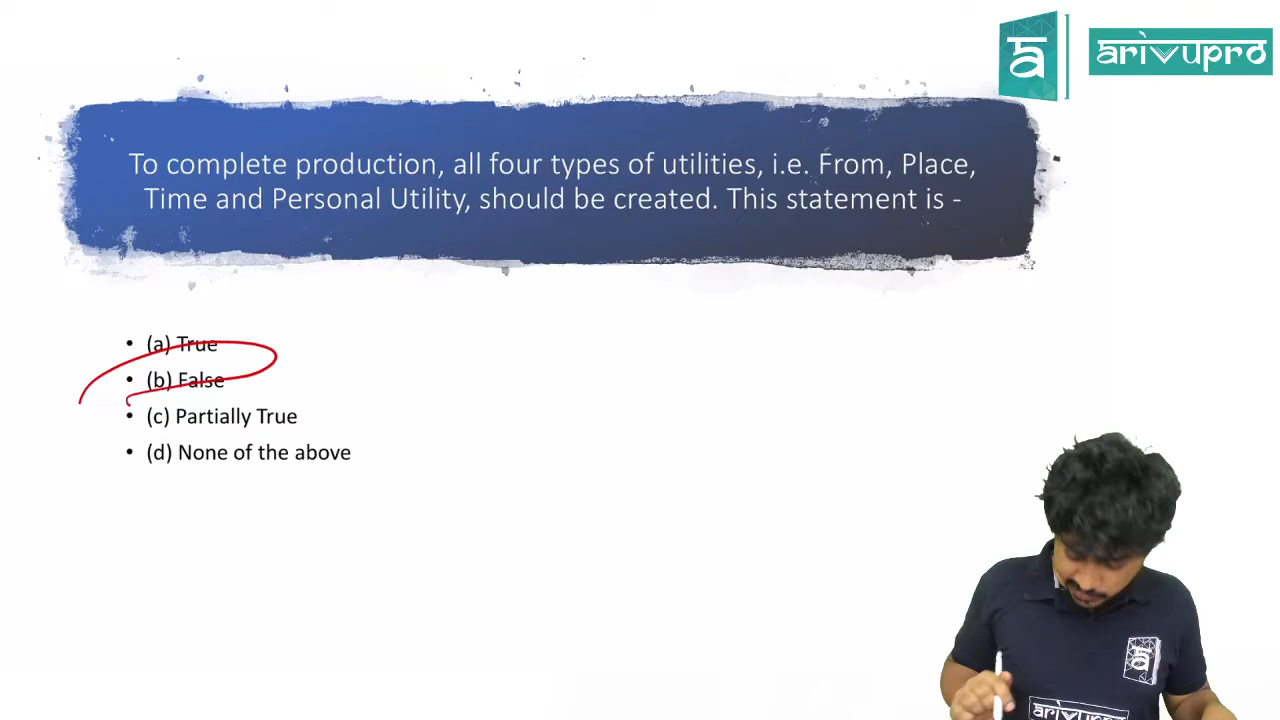 ā
arivupro
To complete production, all four types of utilities, i.e. From, Place,
Time and Personal Utility, should be created. This statement is -
• (a) True
• (b) False
• (c) Partially True
• (d) None of the above
ā
arivupro